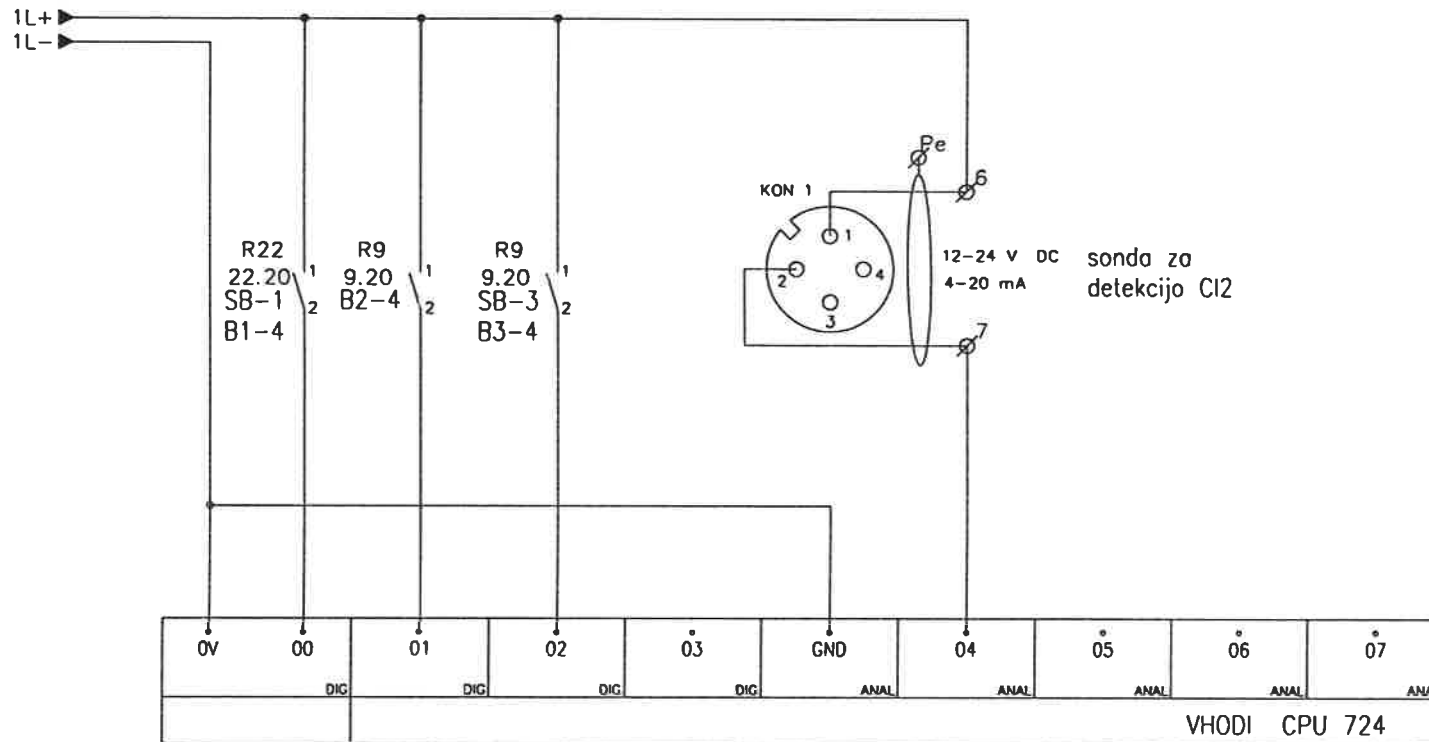 1L+
1L-
Pe
6
KON 1
1
2
4
3
12-24 V DC
4-20 mA
sonda za
detekcijo Cl2
7
R22
22.20
SB-1
B1-4
1
2
R9
9.20
B2-4
1
2
R9
9.20
SB-3
B3-4
1
2
0V
00
01
02
03
GND
04
05
06
07
DIG
DIG
DIG
DIG
ANAL
ANAL
ANAL
ANAL
ANA
VHODI CPU 724